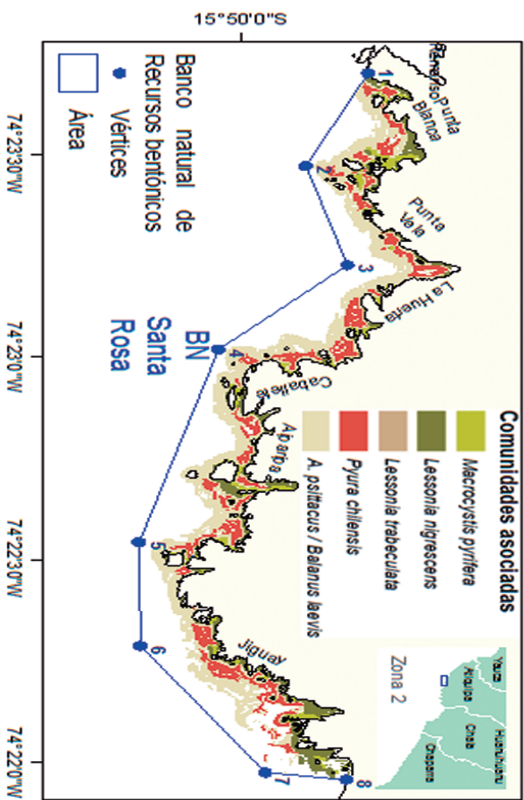 15°50'0"S
Punta
Blanca
Punta
Vela
La Huerta
Caballete
Jiguay
1
2
3
4
5
6
7
8
Comunidades asociadas
Macrocystis pyrifera
Lessonia nigrescens
Lessonia trabeculata
Pyura chilensis
A. psittacus / Balanus laevis
Zona 2
Yauca
Atiquipa
Chala
Huanuhuanu
Chaparra
BN
Santa
Rosa
Banco natural de
Recursos bentónicos
Vértices
Área
74°23'30"W
74°23'0"W
74°22'0"W